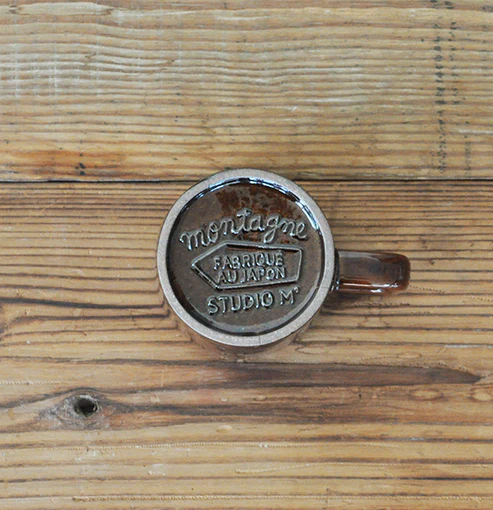 montagne
FABRIQUE
AU JAPON
STUDIO M'